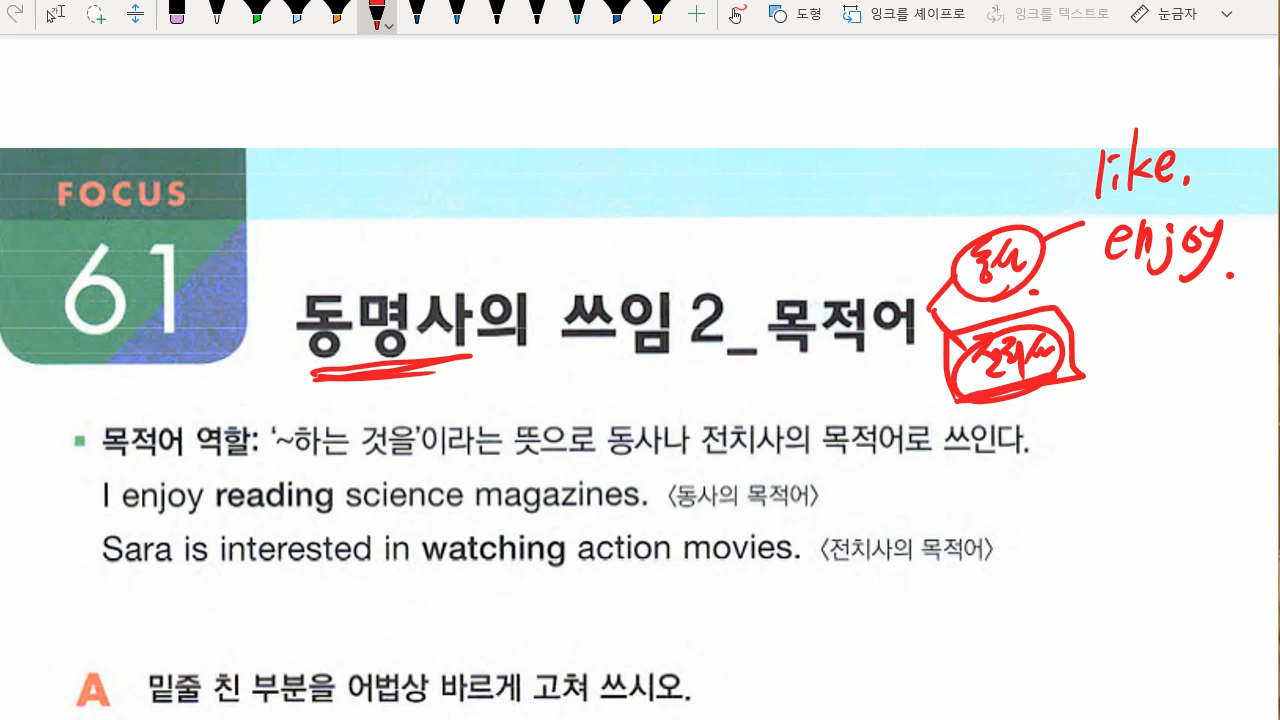 도형 잉크를 셰이프로 잉크를 텍스트로 눈금자
like.
enjoy.
FOCUS
61
동사
동명사의 쓰임 2_목적어
전치사
목적어 역할: ‘~하는 것을’이라는 뜻으로 동사나 전치사의 목적어로 쓰인다.
I enjoy reading science magazines. 〈동사의 목적어〉
Sara is interested in watching action movies. 〈전치사의 목적어〉
A 밑줄 친 부분을 어법상 바르게 고쳐 쓰시오.